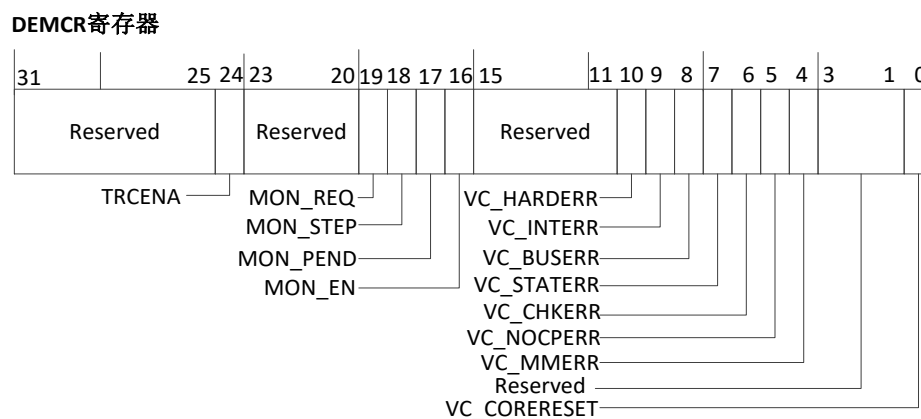 DEMCR寄存器
31 25 24 23 20 19 18 17 16 15 11 10 9 8 7 6 5 4 3 1 0
Reserved Reserved Reserved
TRCENA MON_REQ VC_HARDERR
MON_STEP VC_INTERR
MON_PEND VC_BUSERR
MON_EN VC_STATERR
VC_CHKERR
VC_NOCPERR
VC_MMERR
Reserved
VC_CORERESET